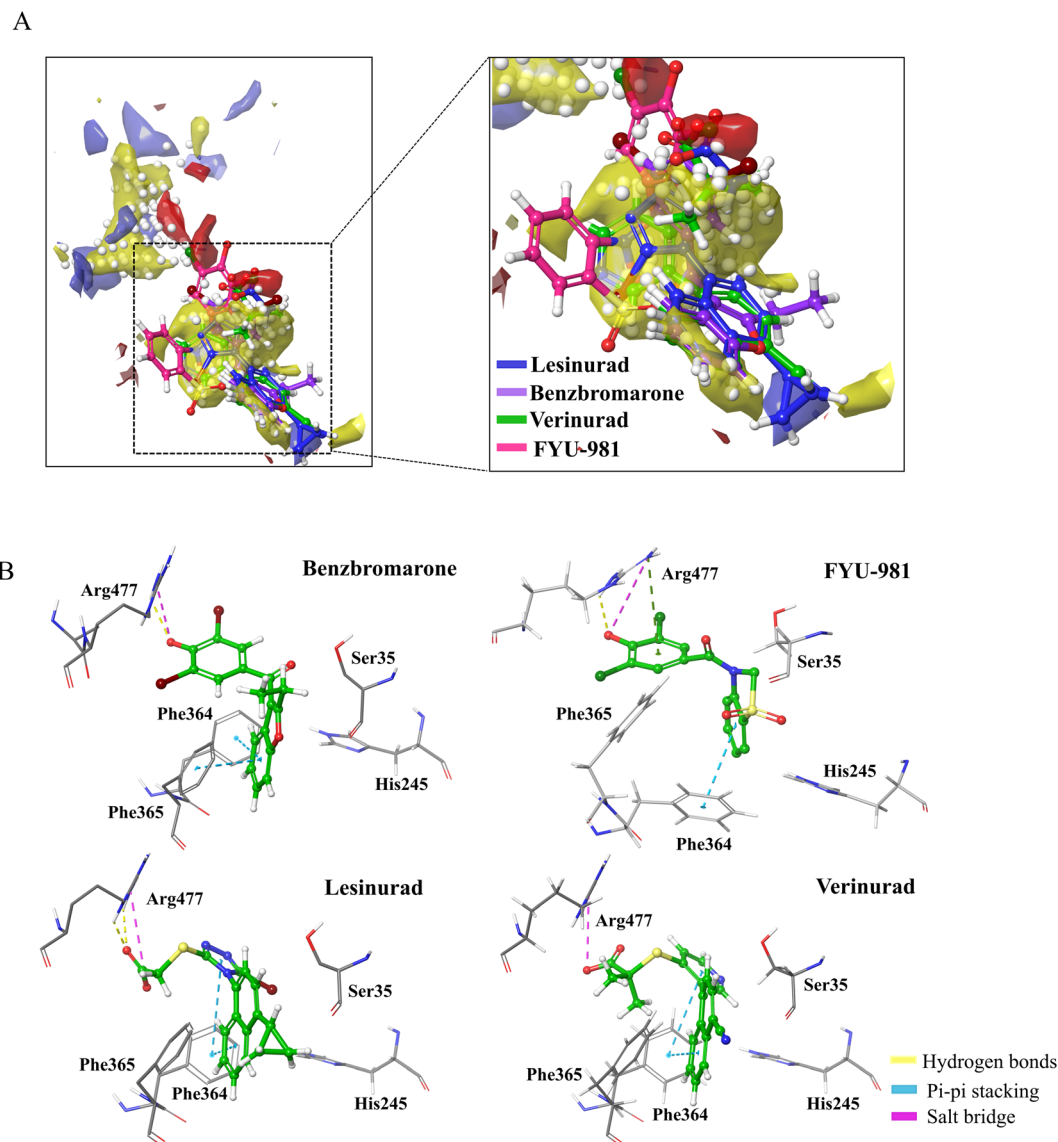 A
Lesinurad
Benzbromarone
Verinurad
FYU-981
B
Benzbromarone
Arg477
Ser35
Phe364
His245
Phe365
FYU-981
Arg477
Ser35
Phe365
His245
Phe364
Lesinurad
Arg477
Ser35
Phe365
Phe364
His245
Verinurad
Arg477
Ser35
Phe365
Phe364
His245
Hydrogen bonds
Pi-pi stacking
Salt bridge